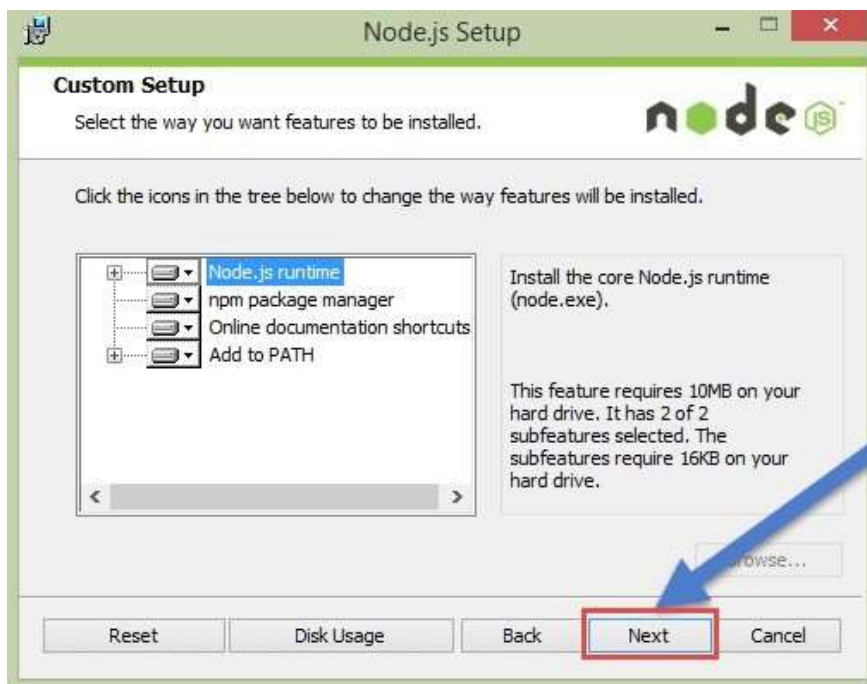 Node.js Setup
Custom Setup
Select the way you want features to be installed.
node JS
Click the icons in the tree below to change the way features will be installed.
Node.js runtime
npm package manager
Online documentation shortcuts
Add to PATH
Install the core Node.js runtime
(node.exe).
This feature requires 10MB on your
hard drive. It has 2 of 2
subfeatures selected. The
subfeatures require 16KB on your
hard drive.
Browse...
Reset
Disk Usage
Back
Next
Cancel